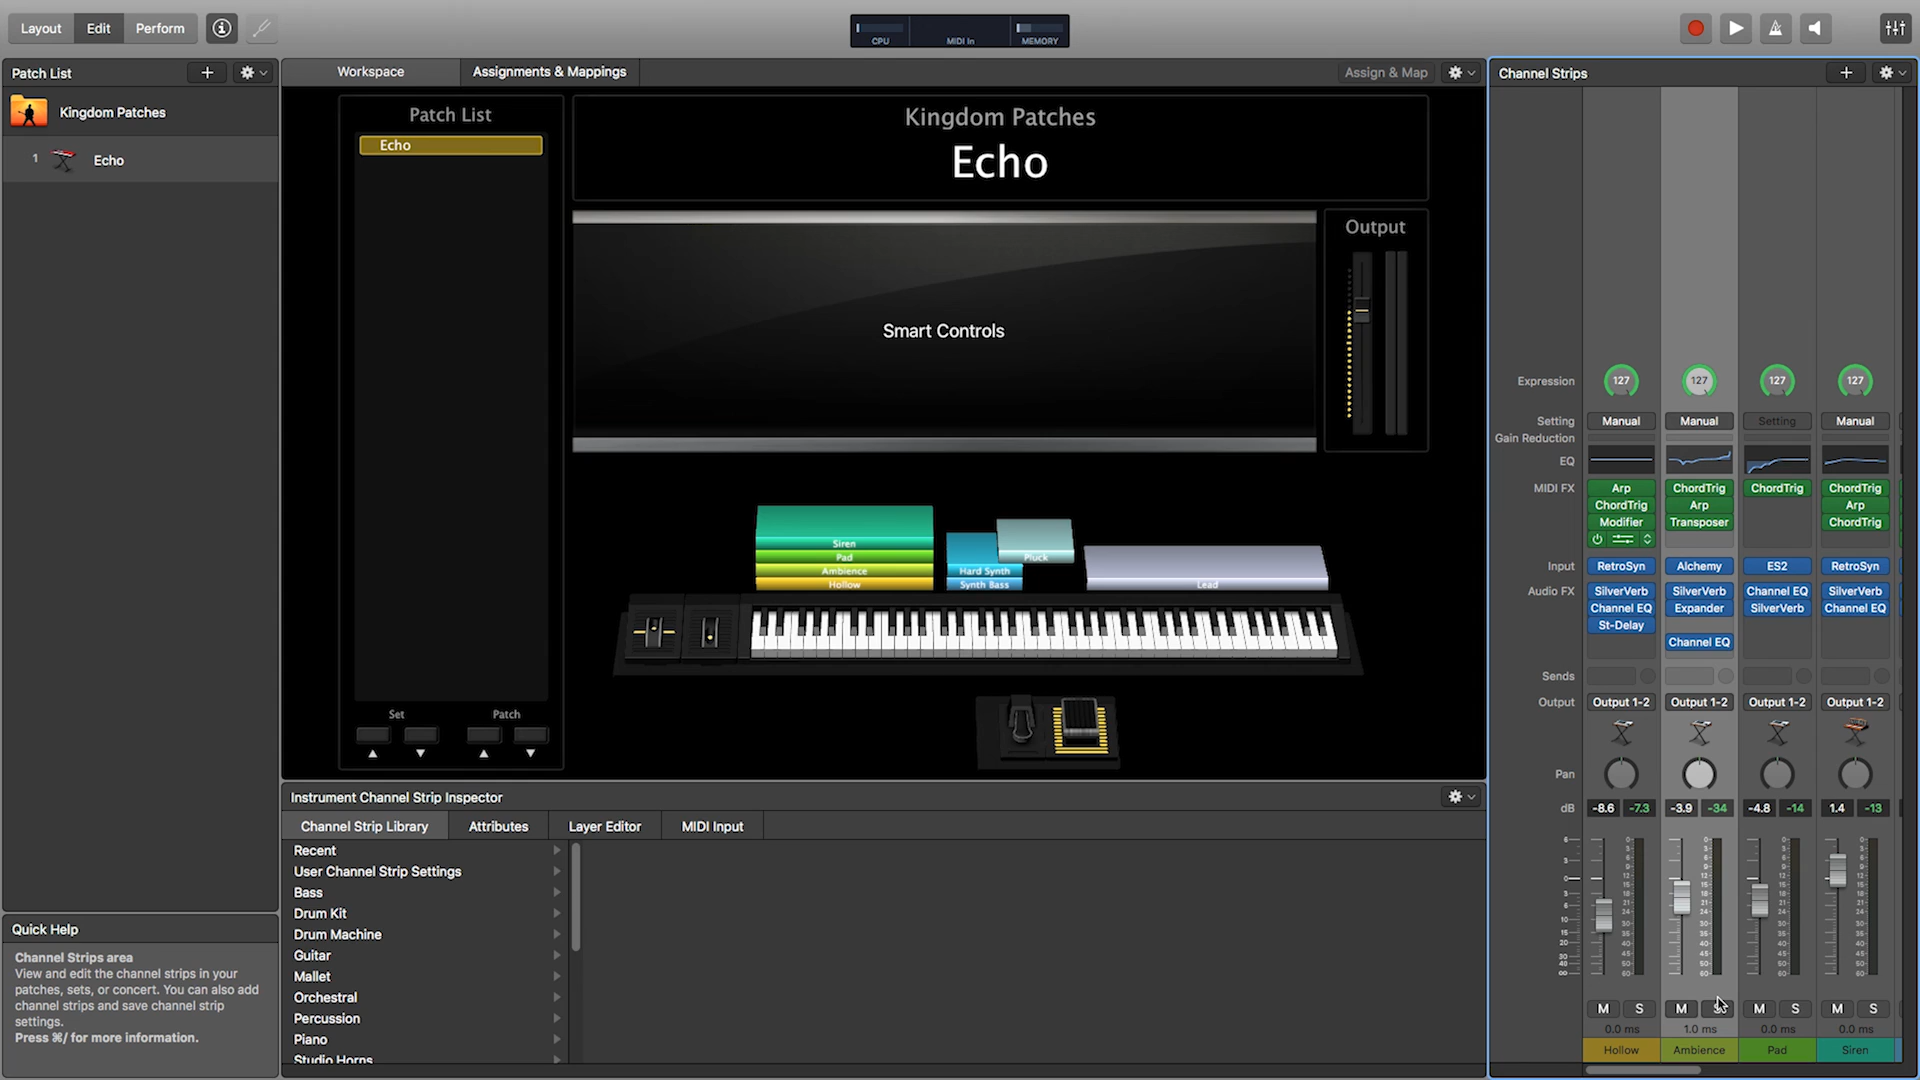 Layout
Edit
Perform
CPU
MIDI In
MEMORY
Patch List
Kingdom Patches
1
Echo
Workspace
Assignments & Mappings
Assign & Map
Patch List
Echo
Set
Patch
Kingdom Patches
Echo
Smart Controls
Output
Siren
Pad
Ambience
Hollow
Hard Synth
Synth Bass
Pluck
Lead
Channel Strips
Expression
127 127 127 127
Setting
Manual Manual Setting Manual
Gain Reduction
EQ
MIDI FX
Arp ChordTrig ChordTrig ChordTrig
ChordTrig Arp Arp
Modifier Transposer ChordTrig
Input
RetroSyn Alchemy ES2 RetroSyn
Audio FX
SilverVerb SilverVerb Channel EQ SilverVerb
Channel EQ Expander SilverVerb Channel EQ
St-Delay
Channel EQ
Sends
Output
Output 1-2 Output 1-2 Output 1-2 Output 1-2
Pan
dB
-8.6 -7.3 -3.9 -34 -4.8 -14 1.4 -13
M S M M S M S
0.0 ms 1.0 ms 0.0 ms 0.0 ms
Hollow Ambience Pad Siren
Instrument Channel Strip Inspector
Channel Strip Library
Attributes
Layer Editor
MIDI Input
Recent
User Channel Strip Settings
Bass
Drum Kit
Drum Machine
Guitar
Mallet
Orchestral
Percussion
Piano
Studio Horns
Quick Help
Channel Strips area
View and edit the channel strips in your
patches, sets, or concert. You can also add
channel strips and save channel strip
settings.
Press ⌘/ for more information.